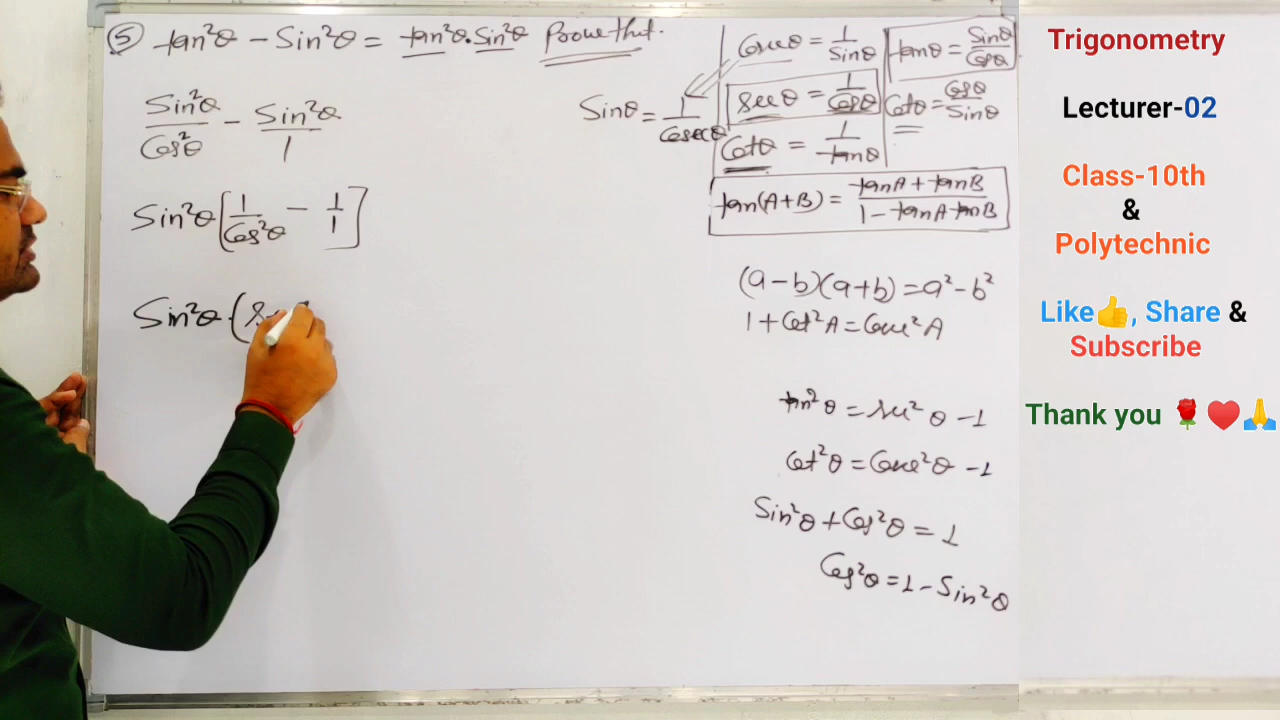 ⑤ tan²θ - Sin²θ = tan²θ.Sin²θ Prove that.
Sin²θ/Cos²θ - Sin²θ/1
Sin²θ[1/Cos²θ - 1/1]
Sin²θ(
Sinθ = 1/Cosecθ
Cosecθ = 1/Sinθ
secθ = 1/Cosθ
Cotθ = 1/tanθ
tanθ = Sinθ/Cosθ
Cotθ = Cosθ/Sinθ
tan(A+B) = tanA + tanB/1 - tanA tanB
(a-b)(a+b) = a²-b²
1 + Cot²A = Cosec²A
tan²θ = sec²θ - 1
Cot²θ = Cosec²θ - 1
Sin²θ + Cos²θ = 1
Cos²θ = 1 - Sin²θ
Trigonometry
Lecturer-02
Class-10th
&
Polytechnic
Like👍, Share &
Subscribe
Thank you 🌹❤️🙏